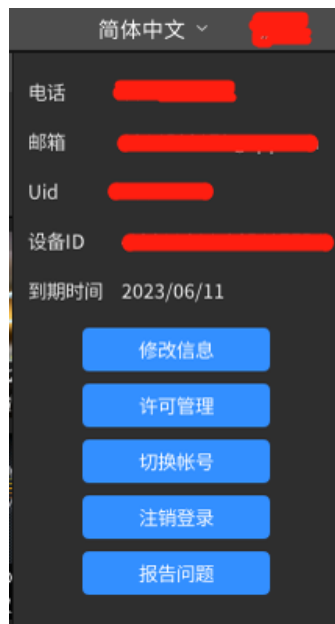 简体中文
电话
邮箱
Uid
设备ID
到期时间 2023/06/11
修改信息
许可管理
切换帐号
注销登录
报告问题